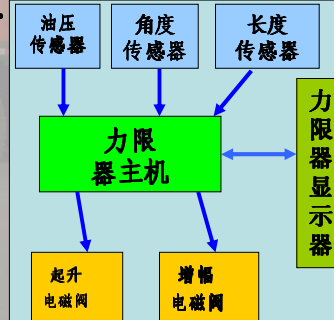 油压
传感器
角度
传感器
长度
传感器
力限
器主机
力
限
器
显
示
器
起升
电磁阀
增幅
电磁阀